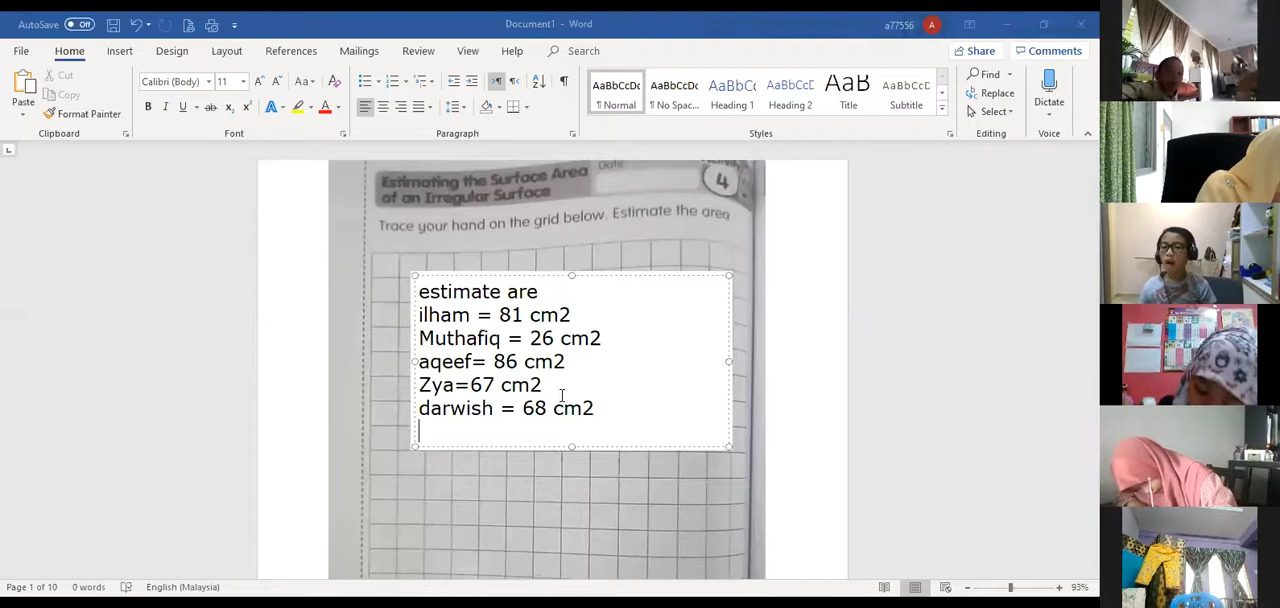 AutoSave Off Document1 - Word a77556 A
File Home Insert Design Layout References Mailings Review View Help Search Share Comments
Paste Cut Copy Format Painter
Calibri (Body) 11
AaBbCcDc AaBbCcDc AaBbCc AaBbCcD AaB AaBbCcD
¶ Normal ¶ No Spac... Heading 1 Heading 2 Title Subtitle
Find Replace Select Dictate
Clipboard Font Paragraph Styles Editing Voice
Estimating the Surface Area
of an Irregular Surface
Date
4
Trace your hand on the grid below. Estimate the area
estimate are
ilham = 81 cm2
Muthafiq = 26 cm2
aqeef= 86 cm2
Zya=67 cm2
darwish = 68 cm2
Page 1 of 10 0 words English (Malaysia) 93%